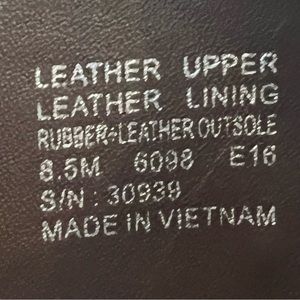 LEATHER UPPER
LEATHER LINING
RUBBER+LEATHER OUTSOLE
8.5M 6098 E16
S/N : 30939
MADE IN VIETNAM